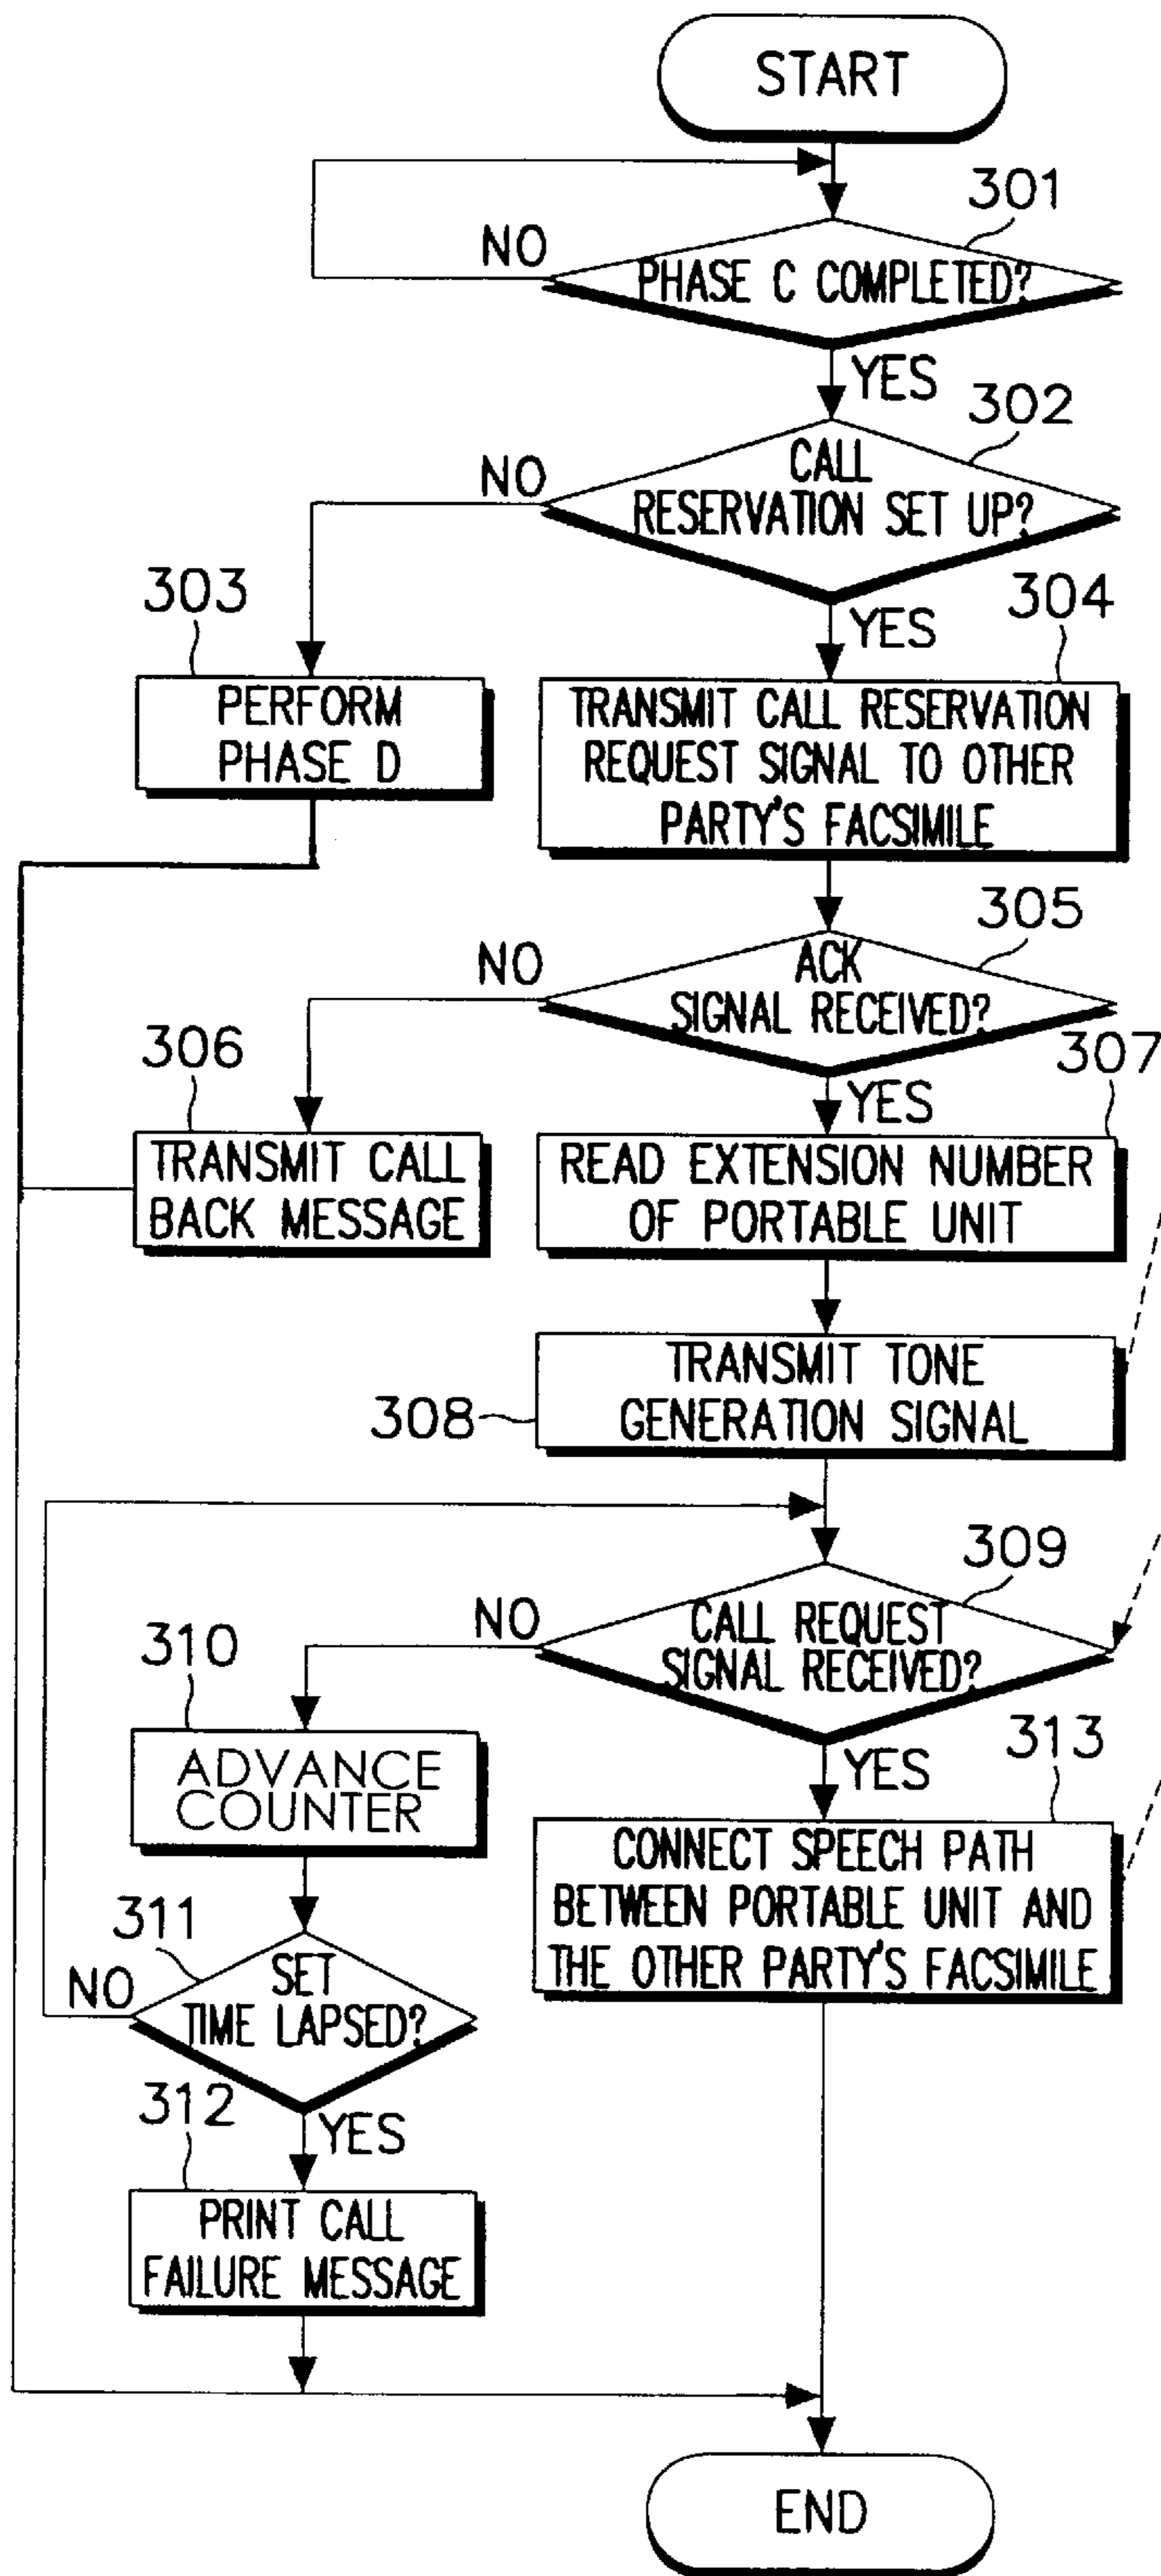 START
301
NO
PHASE C COMPLETED?
YES
302
NO
CALL
RESERVATION SET UP?
303
YES
304
PERFORM
PHASE D
TRANSMIT CALL RESERVATION
REQUEST SIGNAL TO OTHER
PARTY'S FACSIMILE
305
NO
ACK
SIGNAL RECEIVED?
306
YES
307
TRANSMIT CALL
BACK MESSAGE
READ EXTENSION NUMBER
OF PORTABLE UNIT
TRANSMIT TONE
GENERATION SIGNAL
308
309
NO
CALL REQUEST
SIGNAL RECEIVED?
310
YES
313
ADVANCE
COUNTER
CONNECT SPEECH PATH
BETWEEN PORTABLE UNIT AND
THE OTHER PARTY'S FACSIMILE
311
NO
SET
TIME LAPSED?
312
YES
PRINT CALL
FAILURE MESSAGE
END